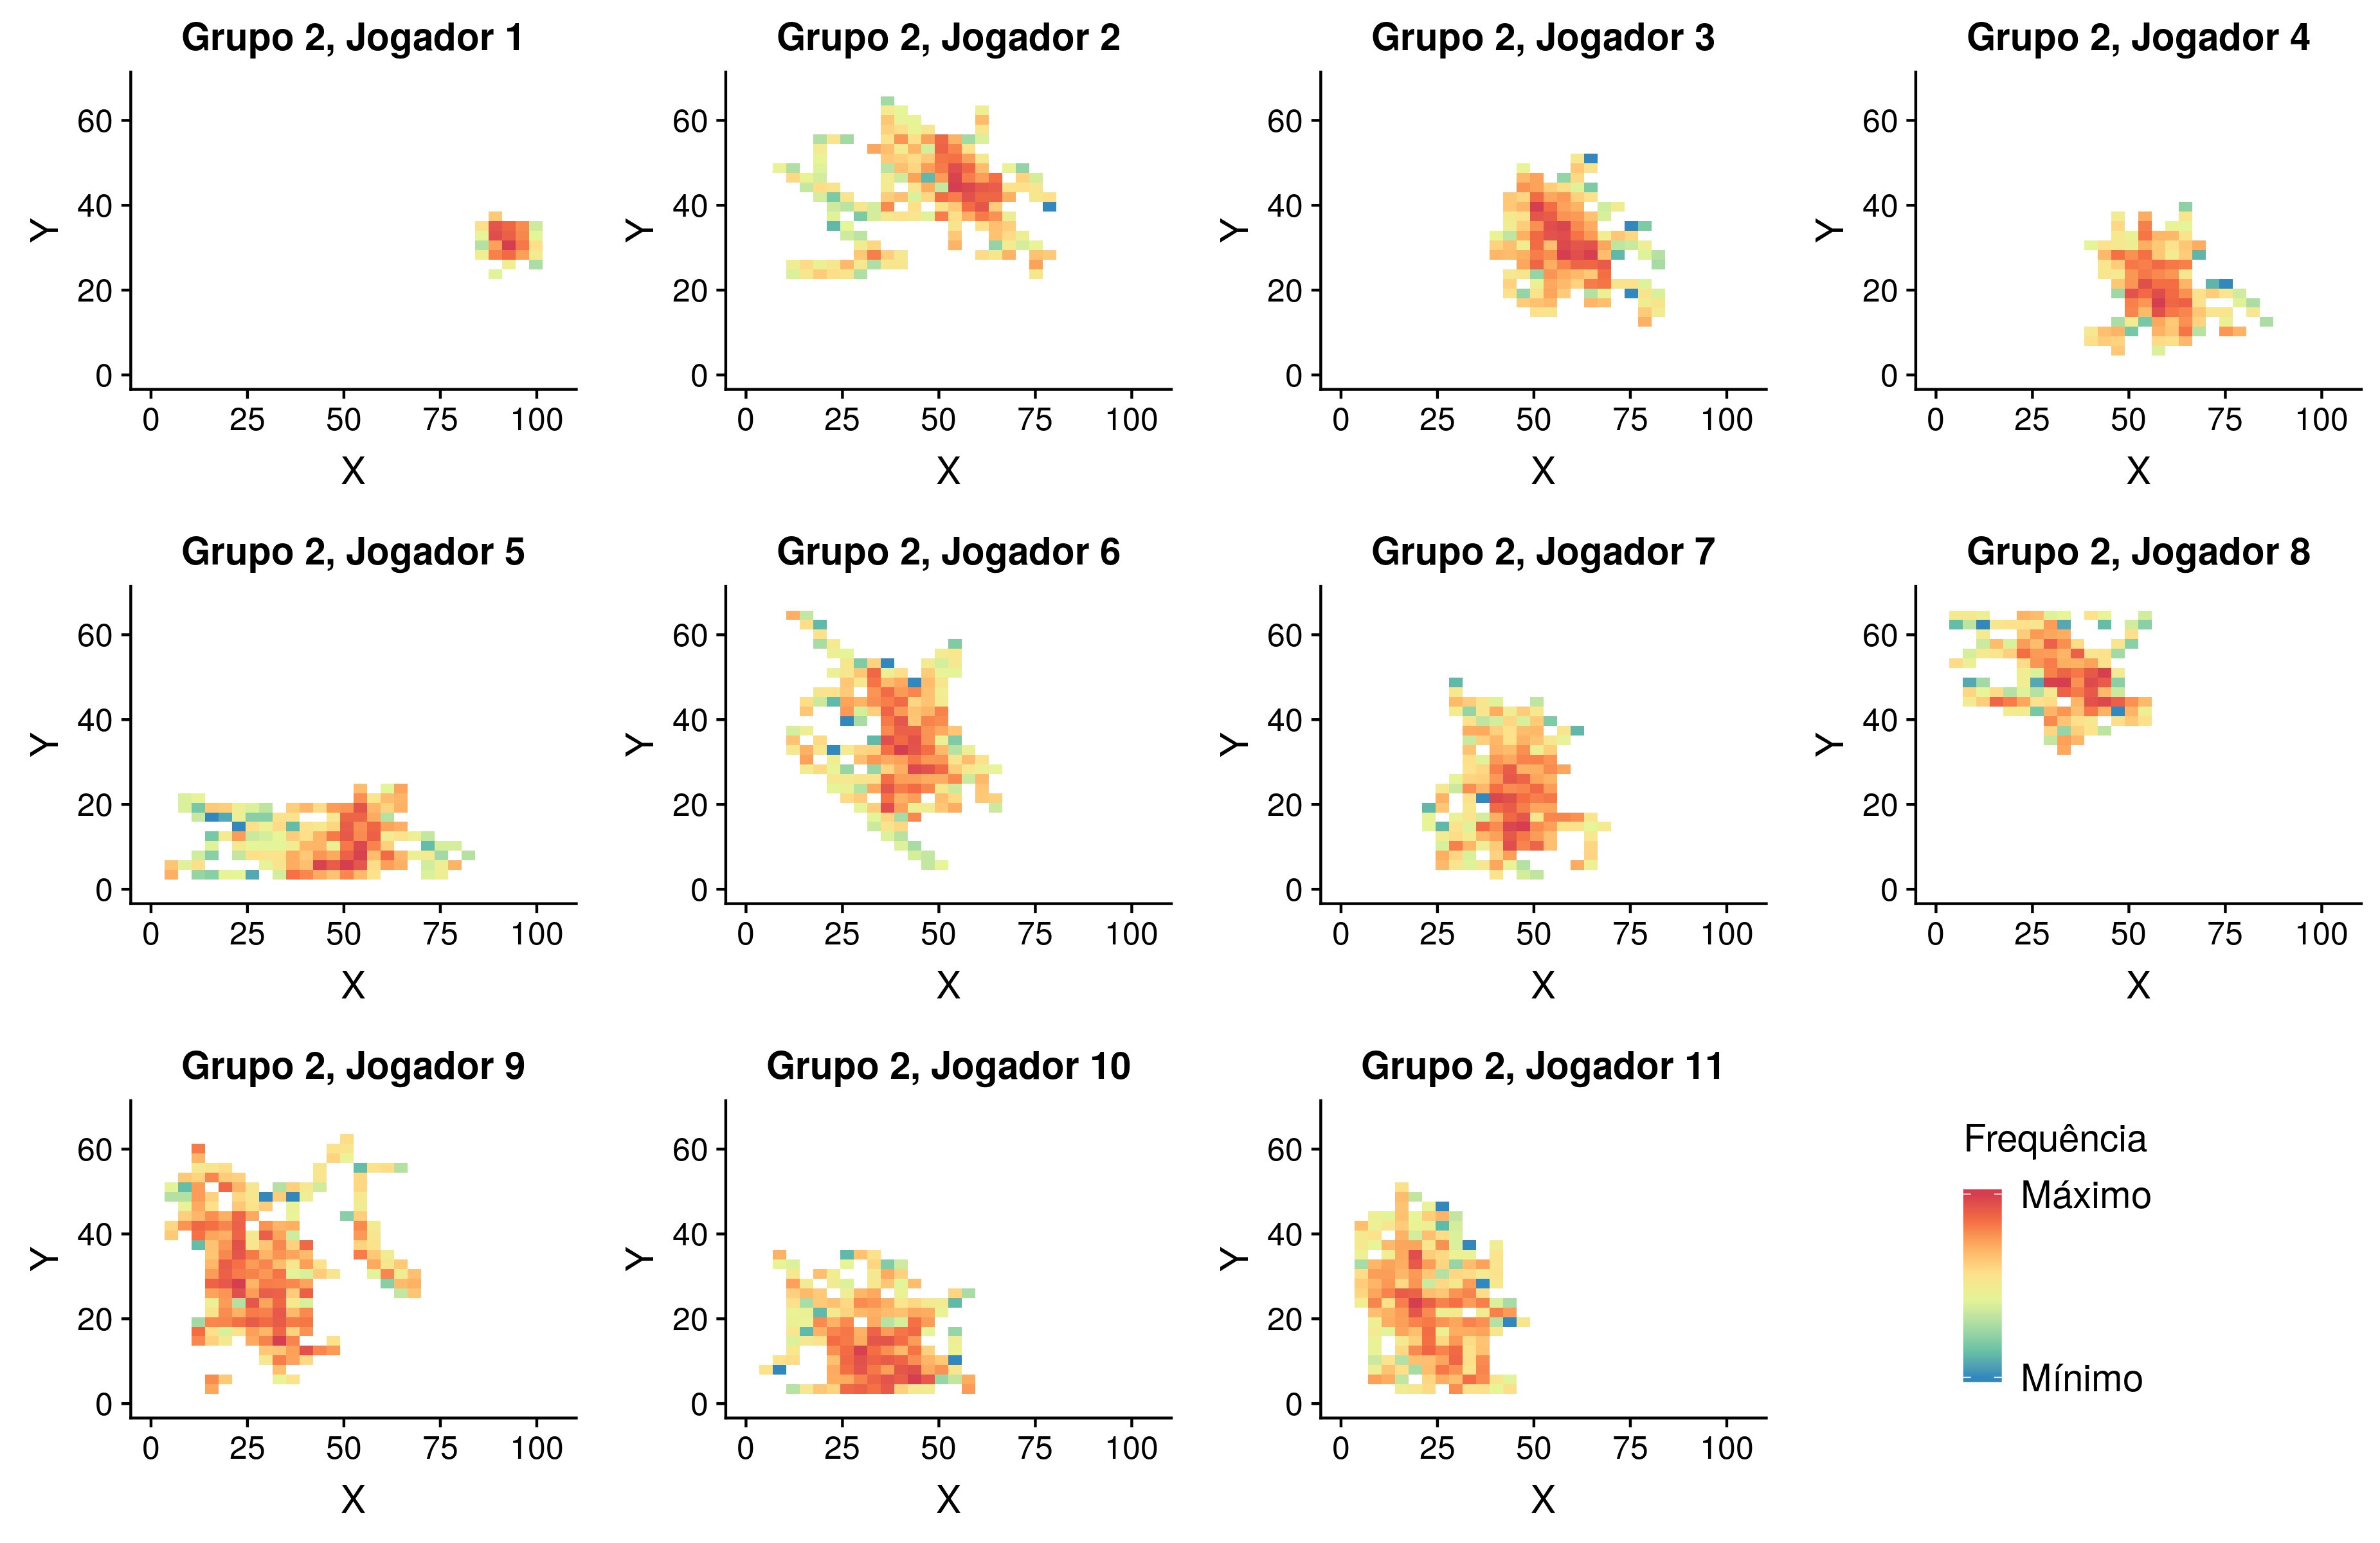 Grupo 2, Jogador 1
Grupo 2, Jogador 2
Grupo 2, Jogador 3
Grupo 2, Jogador 4
Y
60
40
20
0
0 25 50 75 100
X
Y
60
40
20
0
0 25 50 75 100
X
Y
60
40
20
0
0 25 50 75 100
X
Y
60
40
20
0
0 25 50 75 100
X
Grupo 2, Jogador 5
Grupo 2, Jogador 6
Grupo 2, Jogador 7
Grupo 2, Jogador 8
Y
60
40
20
0
0 25 50 75 100
X
Y
60
40
20
0
0 25 50 75 100
X
Y
60
40
20
0
0 25 50 75 100
X
Y
60
40
20
0
0 25 50 75 100
X
Grupo 2, Jogador 9
Grupo 2, Jogador 10
Grupo 2, Jogador 11
Y
60
40
20
0
0 25 50 75 100
X
Y
60
40
20
0
0 25 50 75 100
X
Y
60
40
20
0
0 25 50 75 100
X
Frequência
Máximo
Mínimo